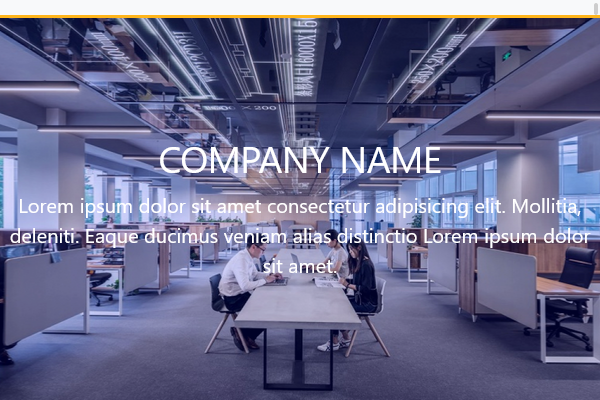 COMPANY NAME
Lorem ipsum dolor sit amet consectetur adipisicing elit. Mollitia,
deleniti. Eaque ducimus veniam alias distinctio Lorem ipsum dolor
sit amet.